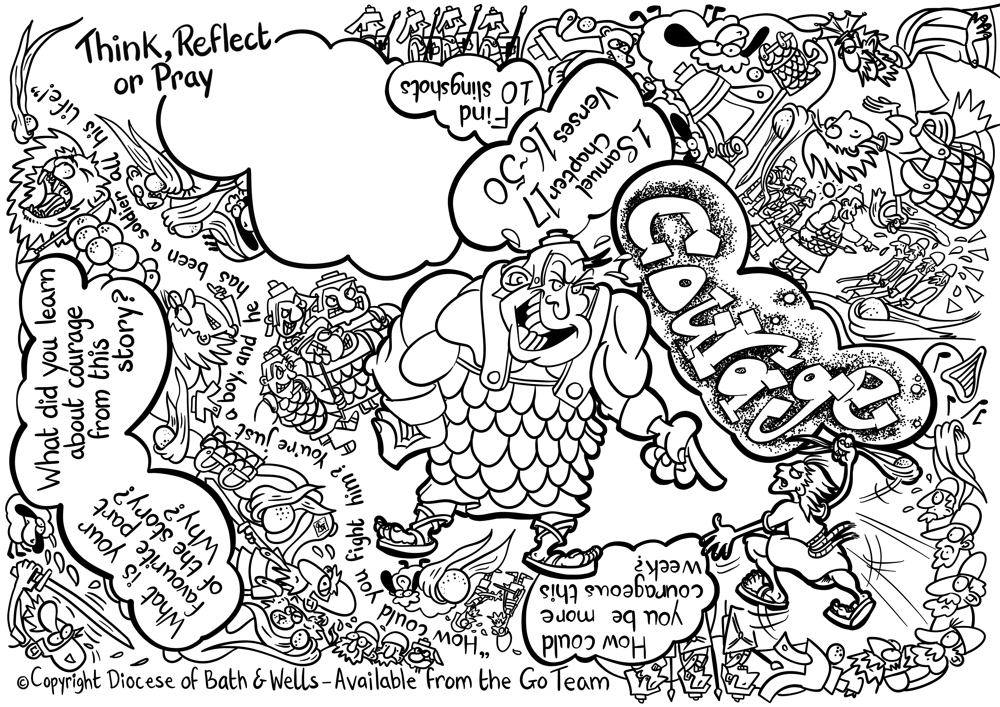 Think, Reflect
or Pray
Find
10
slingshots
1
Samuel
Chapter
17
Verses
16-50
Courage
What did you learn
about courage
from this
story?
What is your
favourite part
of the story?
Why?
"How could you fight him? You're just a boy, and he has been a soldier all his life!"
How could
you be more
courageous this
week?
©Copyright Diocese of Bath & Wells - Available from the Go Team